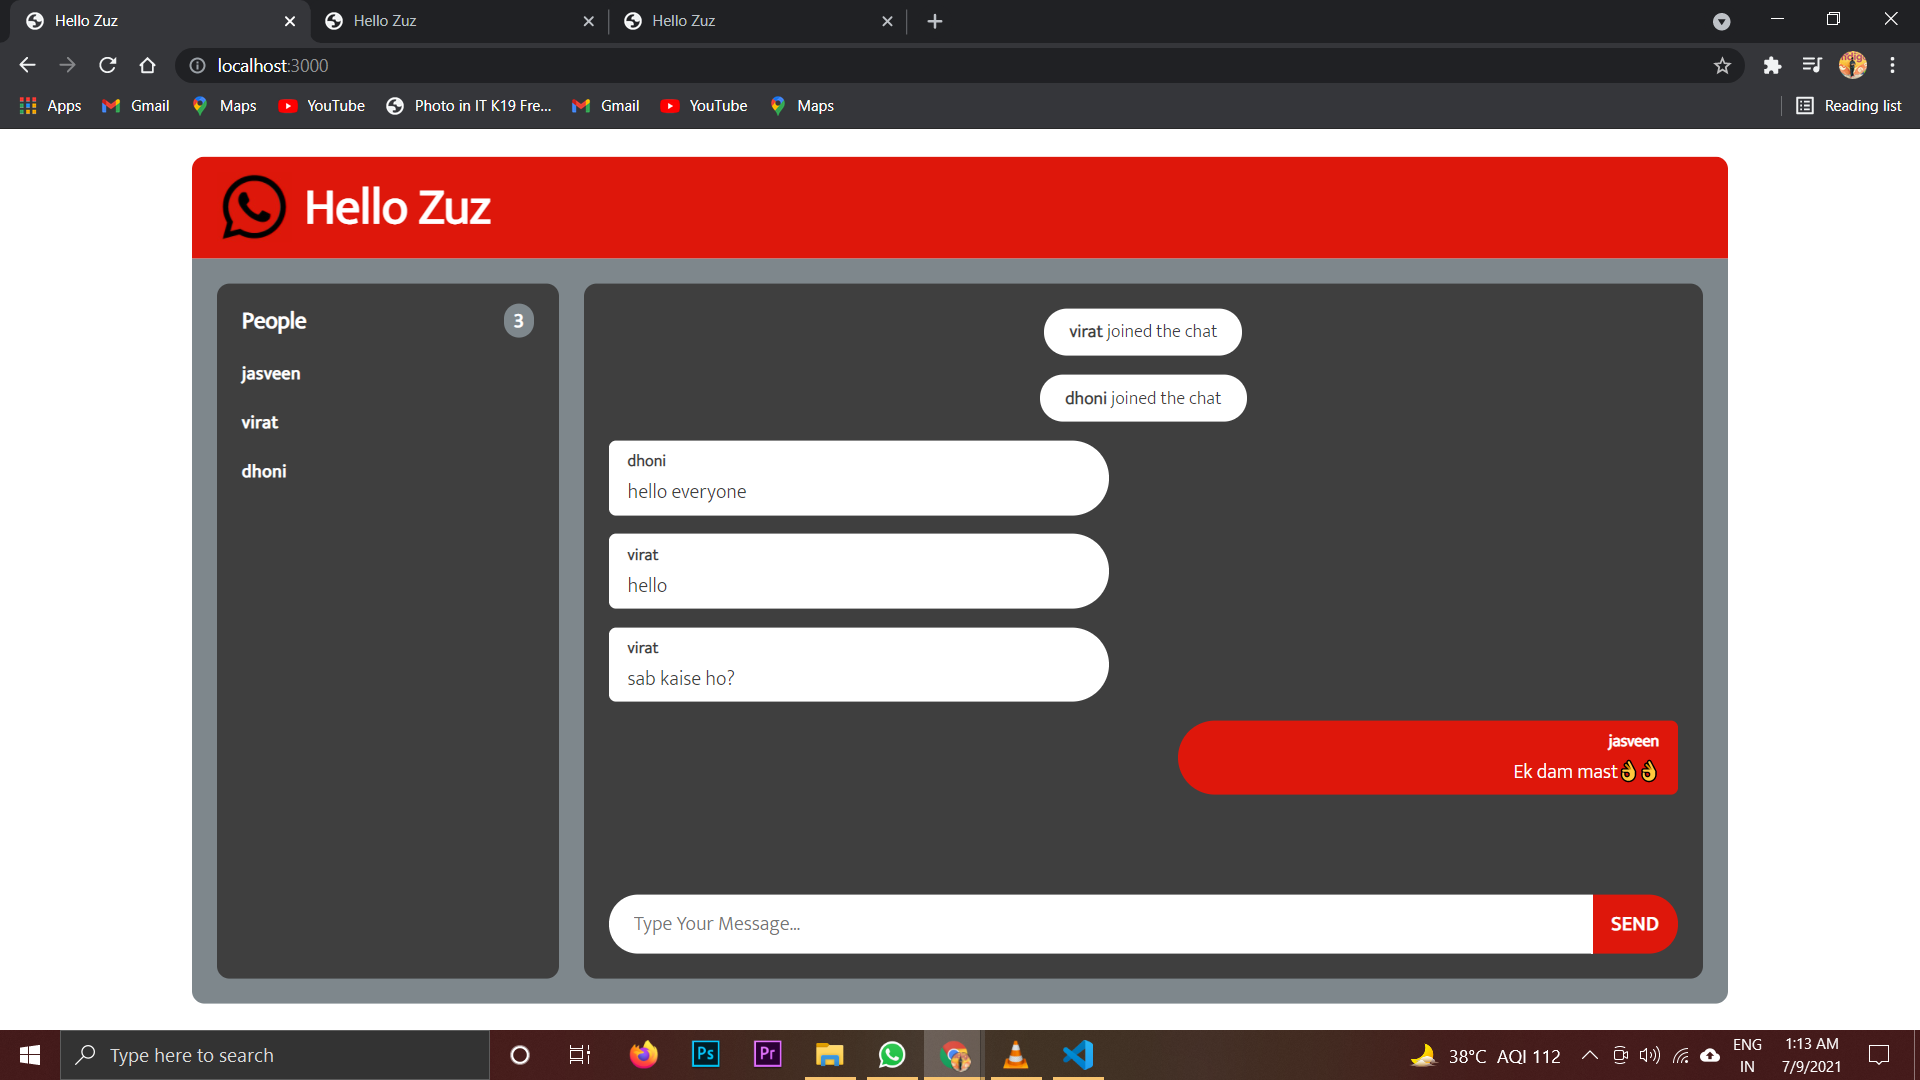 Hello Zuz
Hello Zuz
Hello Zuz
localhost:3000
Apps
Gmail
Maps
YouTube
Photo in IT K19 Fre...
Gmail
YouTube
Maps
Reading list
Hello Zuz
People
3
jasveen
virat
dhoni
virat joined the chat
dhoni joined the chat
dhoni
hello everyone
virat
hello
virat
sab kaise ho?
jasveen
Ek dam mast👌👌
Type Your Message...
SEND
Type here to search
Ps
Pr
38°C AQI 112
ENG
IN
1:13 AM
7/9/2021